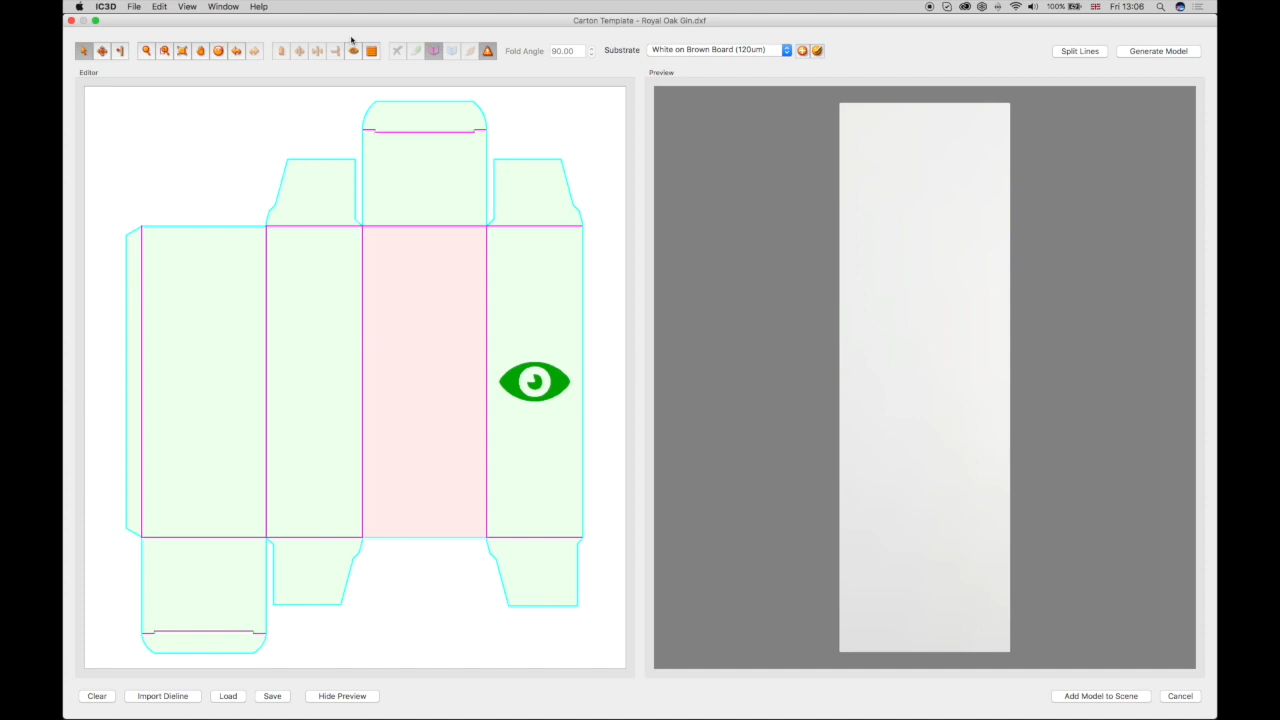 IC3D File Edit View Window Help 100% Fri 13:06
Carton Template - Royal Oak Gin.dxf
Fold Angle 90.00 Substrate White on Brown Board (120um) Split Lines Generate Model
Editor Preview
Clear Import Dieline Load Save Hide Preview Add Model to Scene Cancel